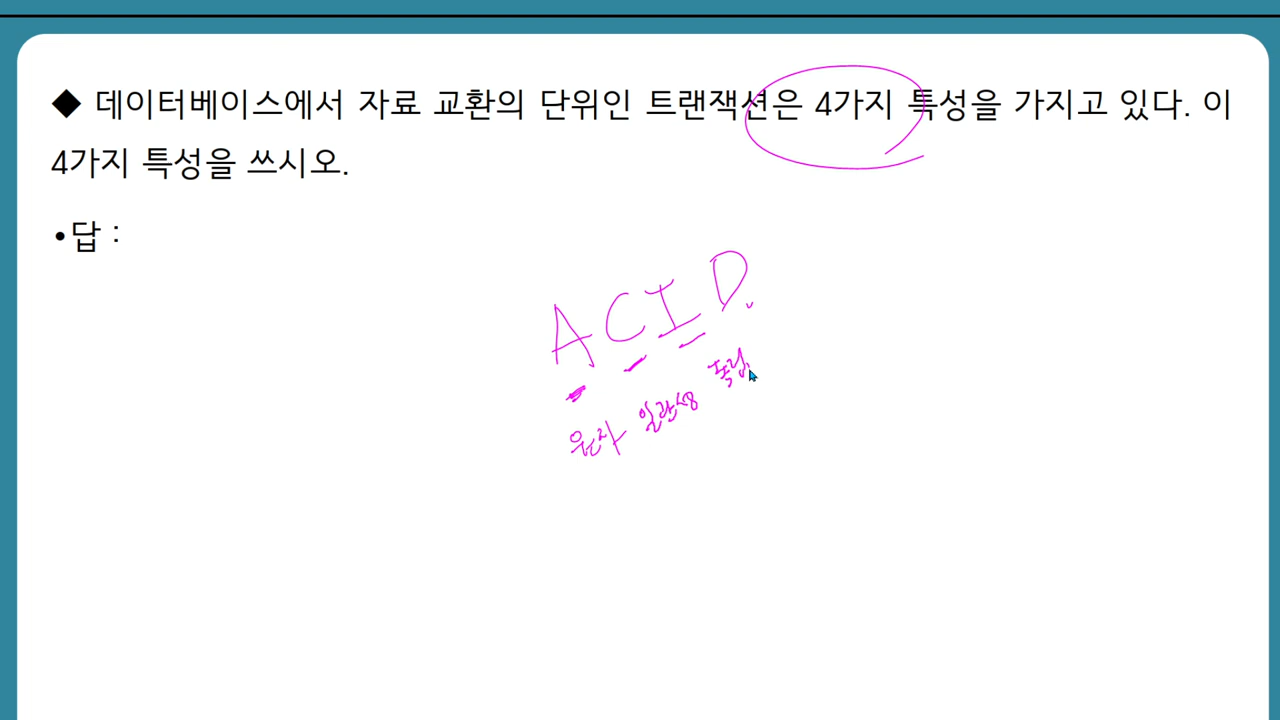 ◆ 데이터베이스에서 자료 교환의 단위인 트랜잭션은 4가지 특성을 가지고 있다. 이
4가지 특성을 쓰시오.
•답 :
ACID
원자 일관성 독립